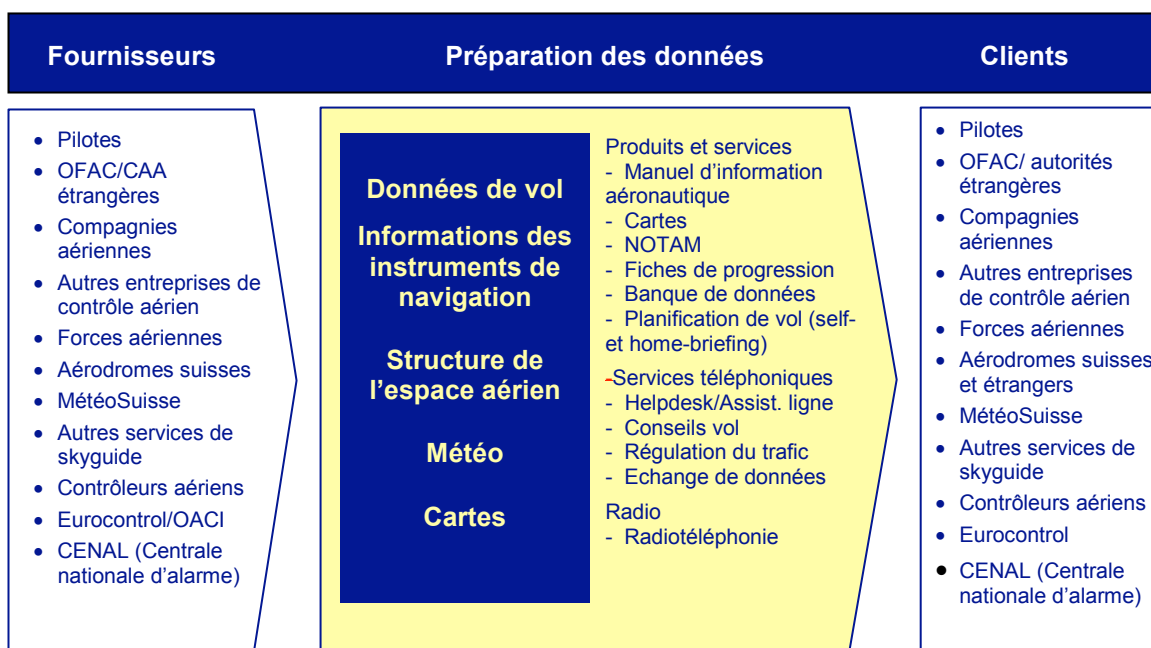 Fournisseurs
Préparation des données
Clients
• Pilotes
• OFAC/CAA
étrangères
• Compagnies
aériennes
• Autres entreprises de
contrôle aérien
• Forces aériennes
• Aérodromes suisses
• MétéoSuisse
• Autres services de
skyguide
• Contrôleurs aériens
• Eurocontrol/OACI
• CENAL (Centrale
nationale d'alarme)
Données de vol
Informations des
instruments de
navigation
Structure de
l'espace aérien
Météo
Cartes
Produits et services
- Manuel d'information
aéronautique
- Cartes
- NOTAM
- Fiches de progression
- Banque de données
- Planification de vol (self-
et home-briefing)
-Services téléphoniques
- Helpdesk/Assist. ligne
- Conseils vol
- Régulation du trafic
- Echange de données
Radio
- Radiotéléphonie
• Pilotes
• OFAC/ autorités
étrangères
• Compagnies
aériennes
• Autres entreprises
de contrôle aérien
• Forces aériennes
• Aérodromes suisses
et étrangers
• MétéoSuisse
• Autres services de
skyguide
• Contrôleurs aériens
• Eurocontrol
• CENAL (Centrale
nationale d'alarme)